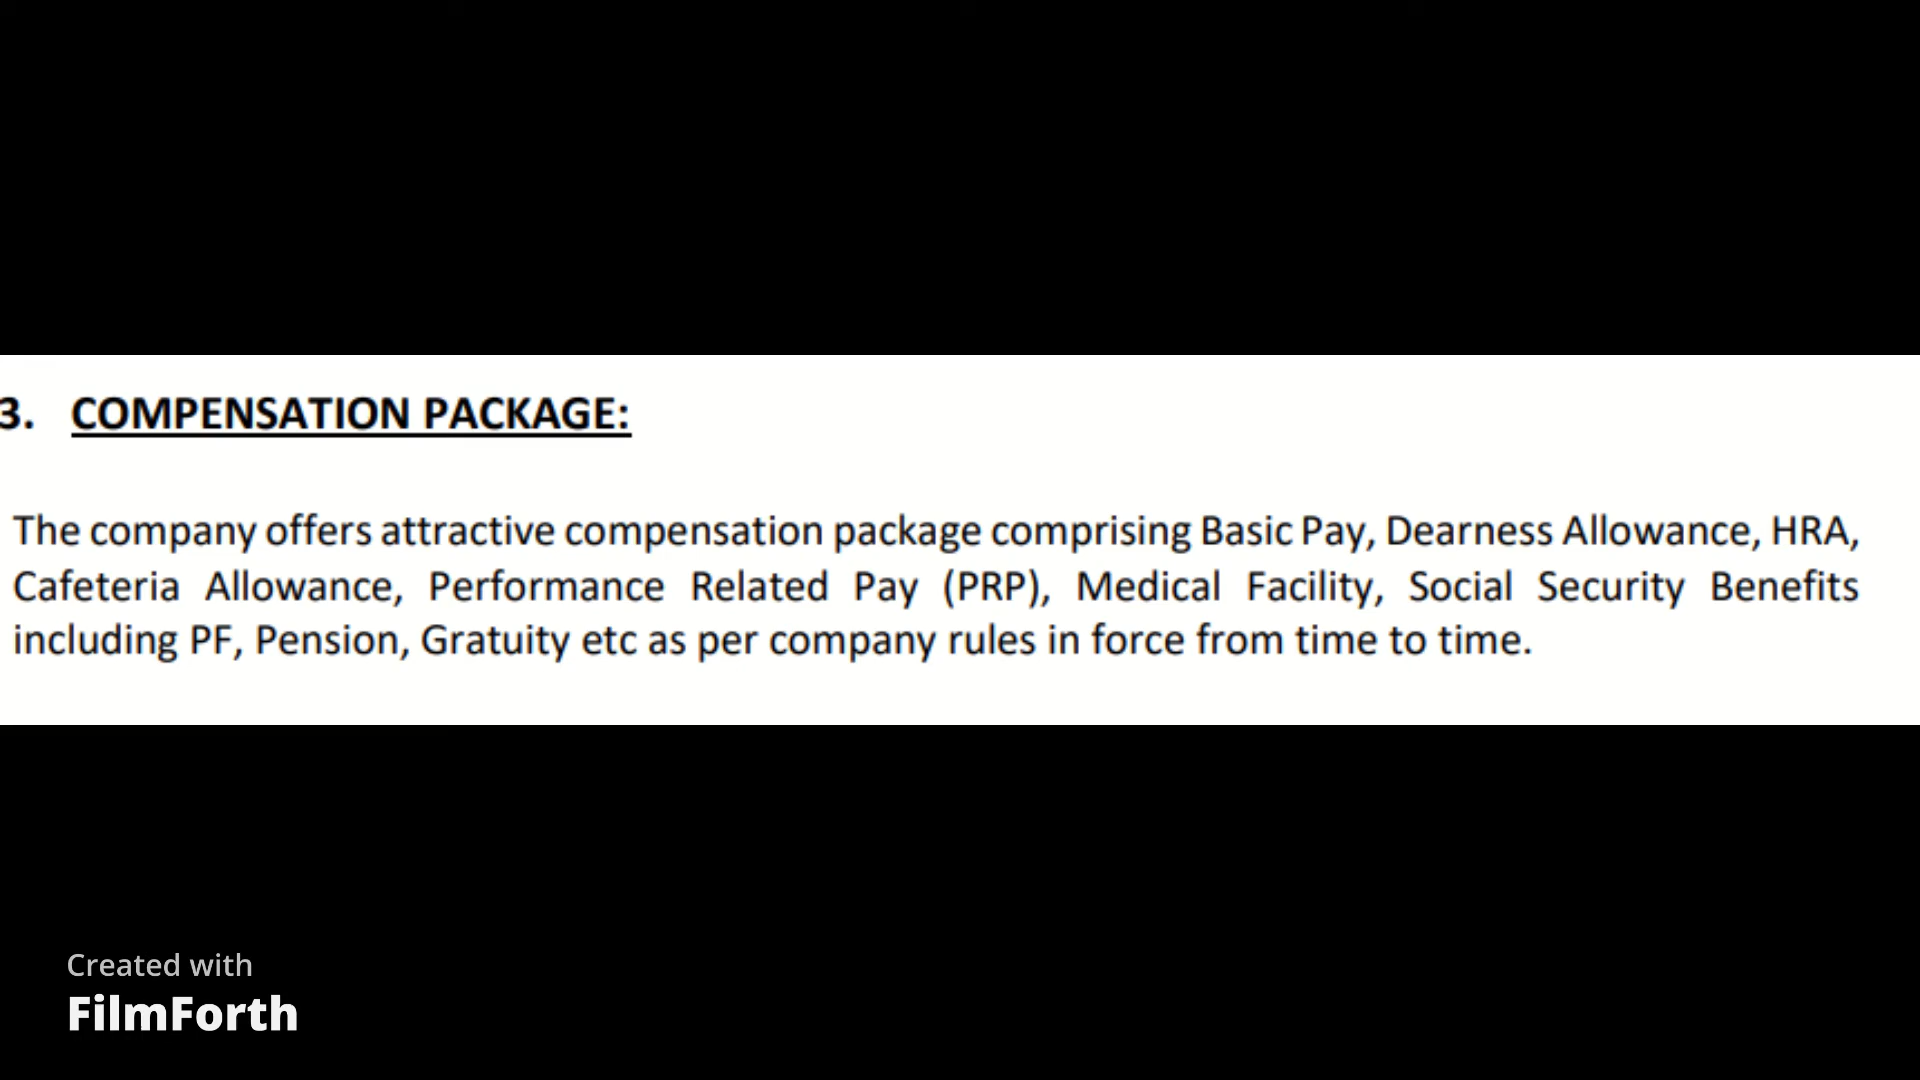 3. COMPENSATION PACKAGE:
The company offers attractive compensation package comprising Basic Pay, Dearness Allowance, HRA,
Cafeteria Allowance, Performance Related Pay (PRP), Medical Facility, Social Security Benefits
including PF, Pension, Gratuity etc as per company rules in force from time to time.
Created with
FilmForth